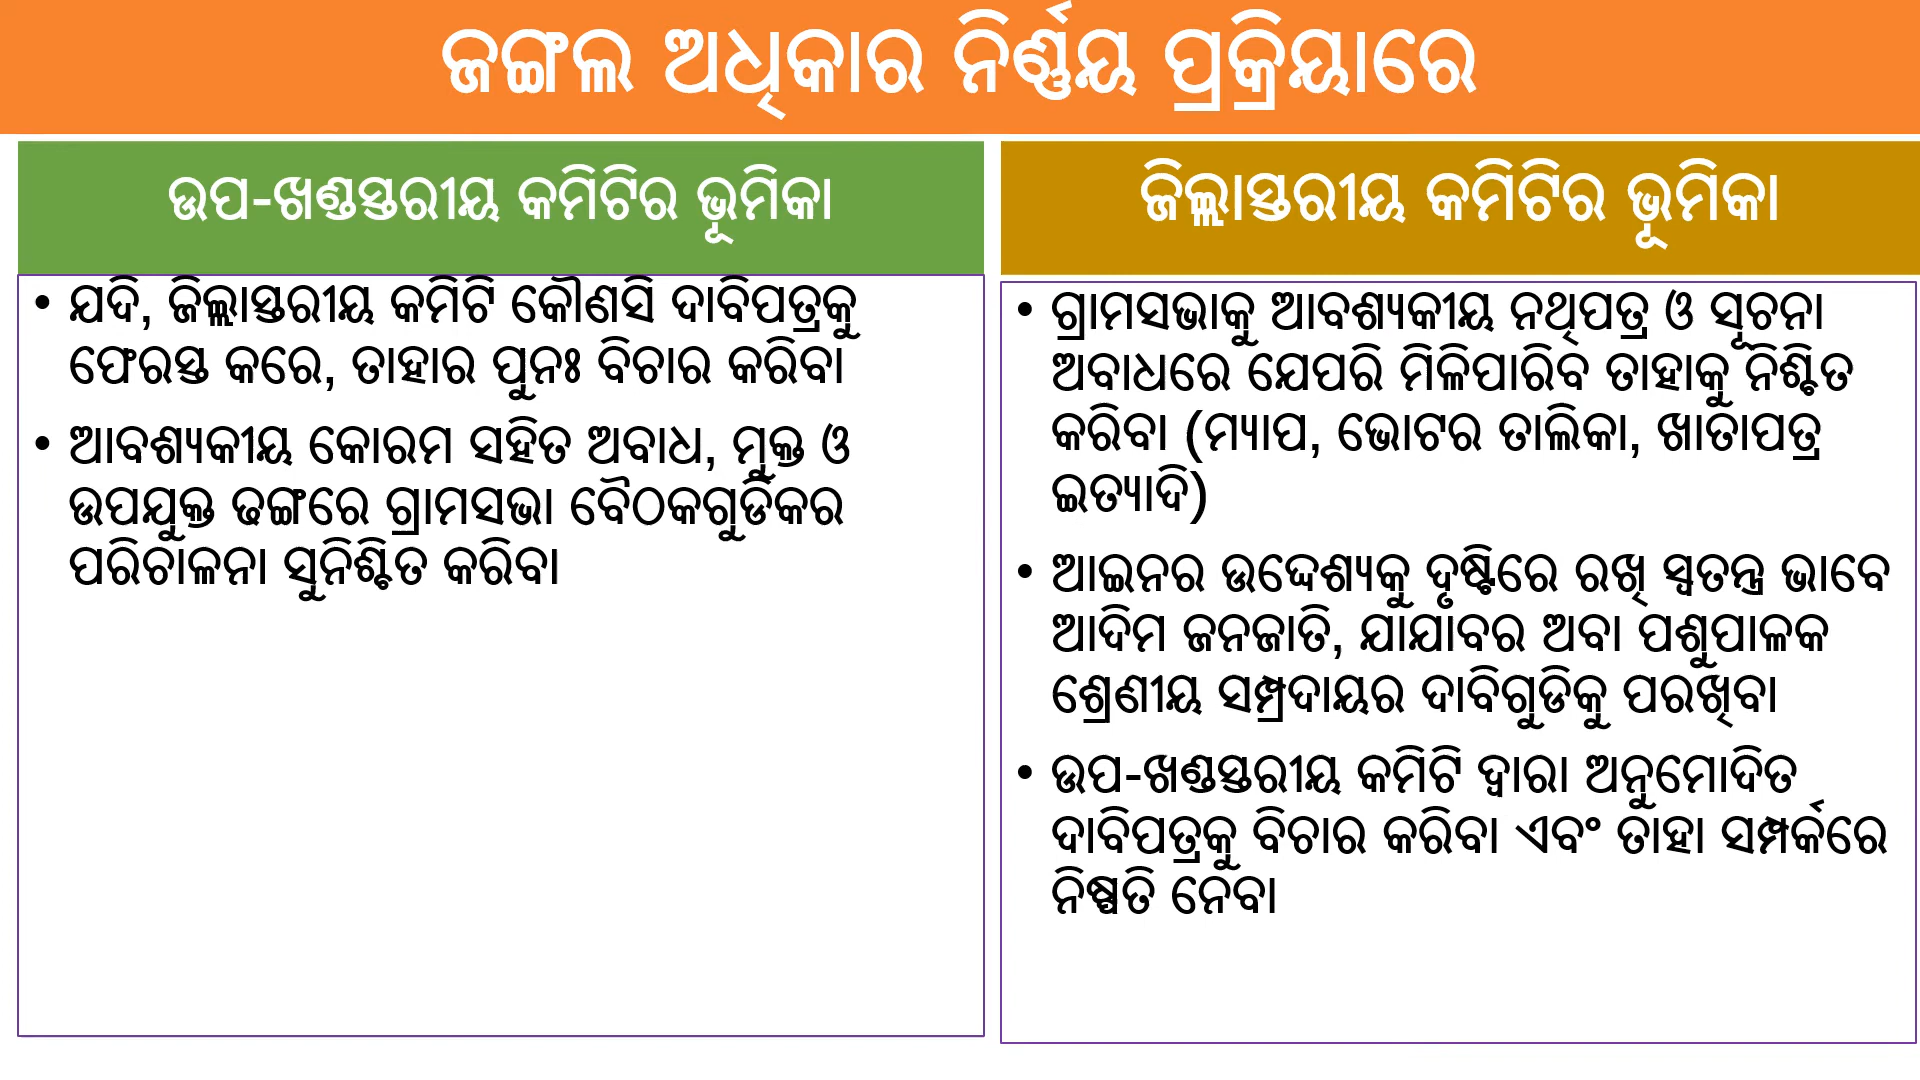 ଜଙ୍ଗଲ ଅଧିକାର ନିର୍ଣ୍ଣୟ ପ୍ରକ୍ରିୟାରେ
ଉପ-ଖଣ୍ଡସ୍ତରୀୟ କମିଟିର ଭୂମିକା
• ଯଦି, ଜିଲ୍ଲାସ୍ତରୀୟ କମିଟି କୌଣସି ଦାବିପତ୍ରକୁ
ଫେରସ୍ତ କରେ, ତାହାର ପୁନଃ ବିଚାର କରିବା
• ଆବଶ୍ୟକୀୟ କୋରମ ସହିତ ଅବାଧ, ମୁକ୍ତ ଓ
ଉପଯୁକ୍ତ ଢଙ୍ଗରେ ଗ୍ରାମସଭା ବୈଠକଗୁଡିକର
ପରିଚାଳନା ସୁନିଶ୍ଚିତ କରିବା
ଜିଲ୍ଲାସ୍ତରୀୟ କମିଟିର ଭୂମିକା
• ଗ୍ରାମସଭାକୁ ଆବଶ୍ୟକୀୟ ନଥିପତ୍ର ଓ ସୂଚନା
ଅବାଧରେ ଯେପରି ମିଳିପାରିବ ତାହାକୁ ନିଶ୍ଚିତ
କରିବା (ମ୍ୟାପ, ଭୋଟର ତାଲିକା, ଖାତାପତ୍ର
ଇତ୍ୟାଦି)
• ଆଇନର ଉଦ୍ଦେଶ୍ୟକୁ ଦୃଷ୍ଟିରେ ରଖି ସ୍ୱତନ୍ତ୍ର ଭାବେ
ଆଦିମ ଜନଜାତି, ଯାଯାବର ଅବା ପଶୁପାଳକ
ଶ୍ରେଣୀୟ ସମ୍ପ୍ରଦାୟର ଦାବିଗୁଡିକୁ ପରଖିବା
• ଉପ-ଖଣ୍ଡସ୍ତରୀୟ କମିଟି ଦ୍ୱାରା ଅନୁମୋଦିତ
ଦାବିପତ୍ରକୁ ବିଚାର କରିବା ଏବଂ ତାହା ସମ୍ପର୍କରେ
ନିଷ୍ପତି ନେବା